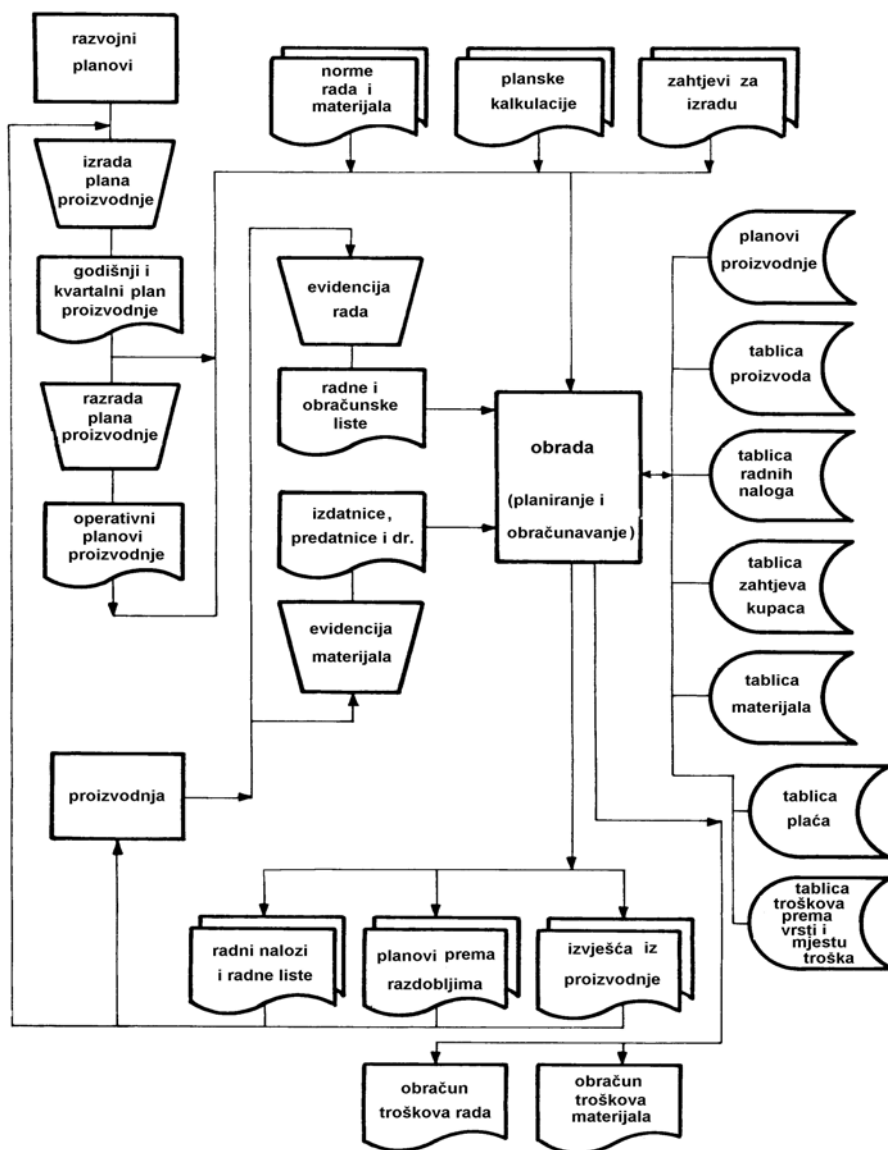 razvojni
planovi
norme
rada i
materijala
planske
kalkulacije
zahtjevi za
izradu
izrada
plana
proizvodnje
godišnji i
kvartalni plan
proizvodnje
razrada
plana
proizvodnje
operativni
planovi
proizvodnje
evidencija
rada
radne i
obračunske
liste
izdatnice,
predatnice i dr.
evidencija
materijala
obrada
(planiranje i
obračunavanje)
planovi
proizvodnje
tablica
proizvoda
tablica
radnih
naloga
tablica
zahtjeva
kupaca
tablica
materijala
tablica
plaća
tablica
troškova
prema
vrsti i
mjestu
troška
proizvodnja
radni nalozi
i radne liste
planovi prema
razdobljima
izvješća iz
proizvodnje
obračun
troškova rada
obračun
troškova
materijala